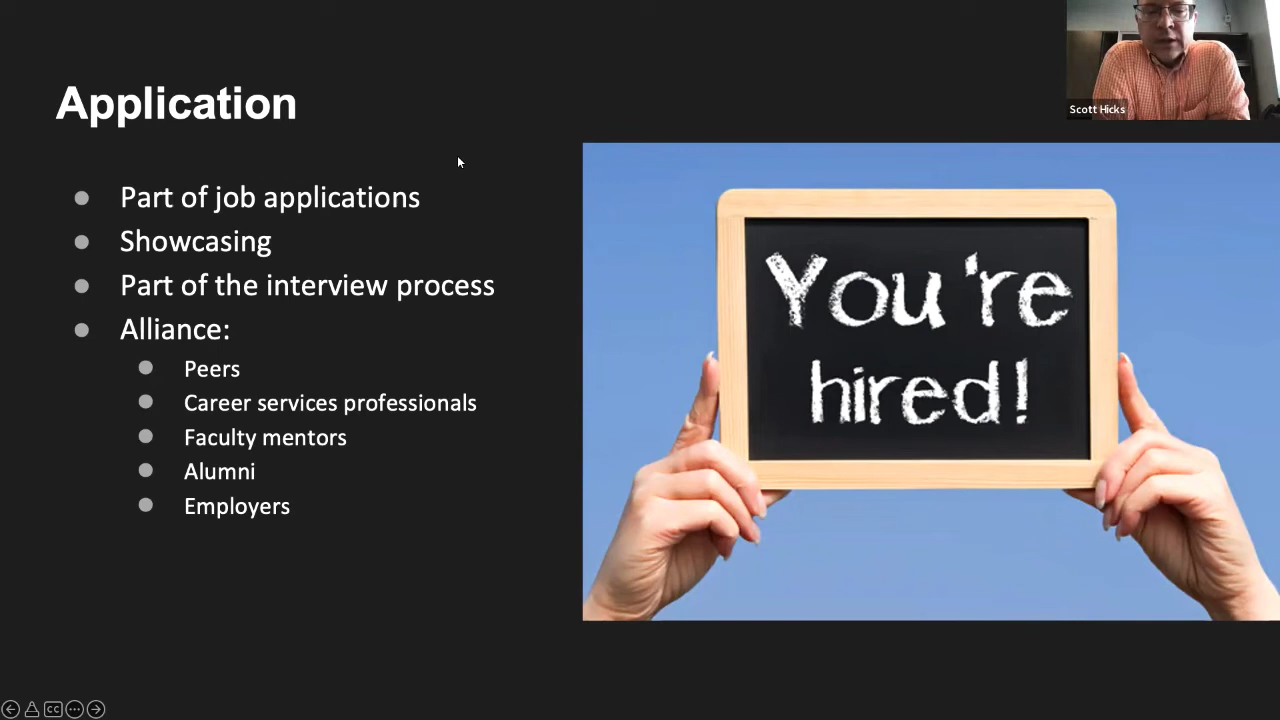 Application
Scott Hicks
Part of job applications
Showcasing
Part of the interview process
Alliance:
Peers
Career services professionals
Faculty mentors
Alumni
Employers
You're
hired!
CC